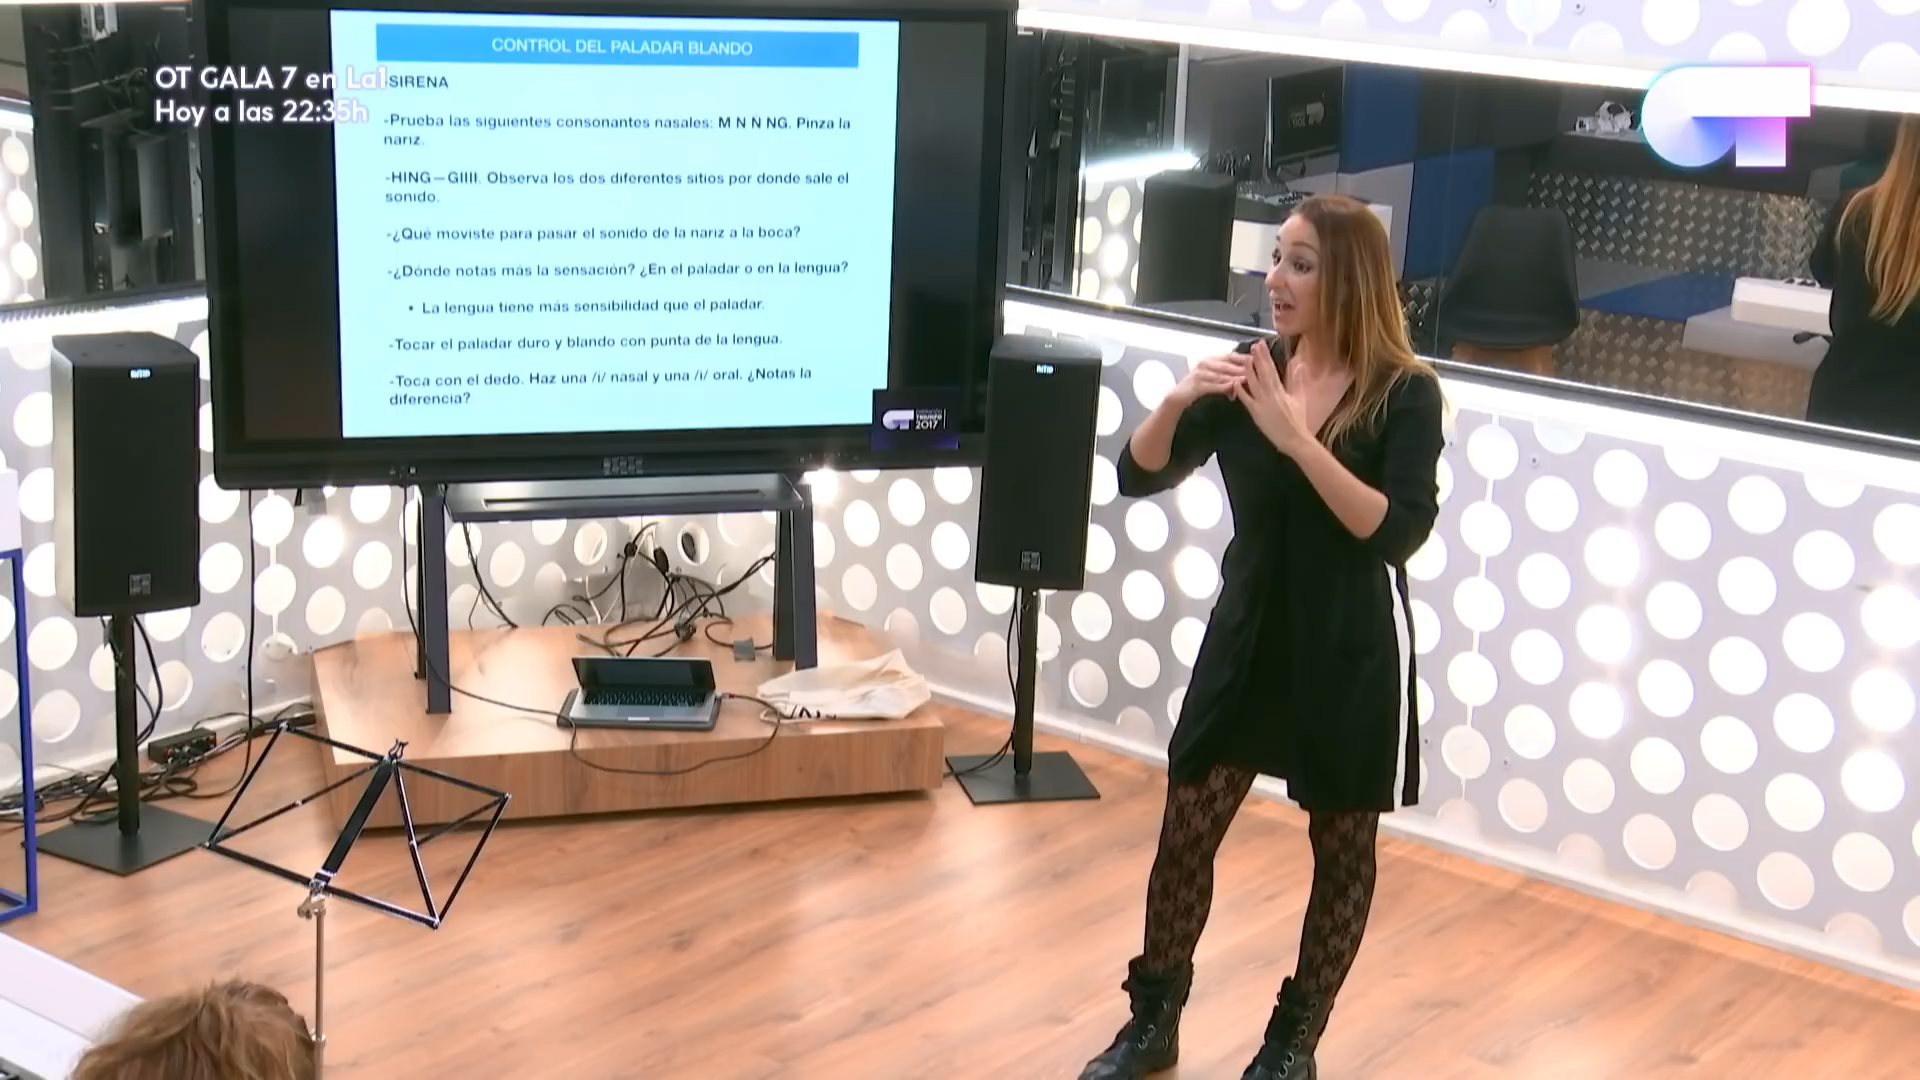 OT GALA 7 en La1
Hoy a las 22:35h
CONTROL DEL PALADAR BLANDO
SIRENA
-Prueba las siguientes consonantes nasales: M N N NG. Pinza la
nariz.
-HING—GIIII. Observa los dos diferentes sitios por donde sale el
sonido.
-¿Qué moviste para pasar el sonido de la nariz a la boca?
-¿Dónde notas más la sensación? ¿En el paladar o en la lengua?
• La lengua tiene más sensibilidad que el paladar.
-Tocar el paladar duro y blando con punta de la lengua.
-Toca con el dedo. Haz una /i/ nasal y una /i/ oral. ¿Notas la
diferencia?
OPERACIÓN
TRIUNFO
2017